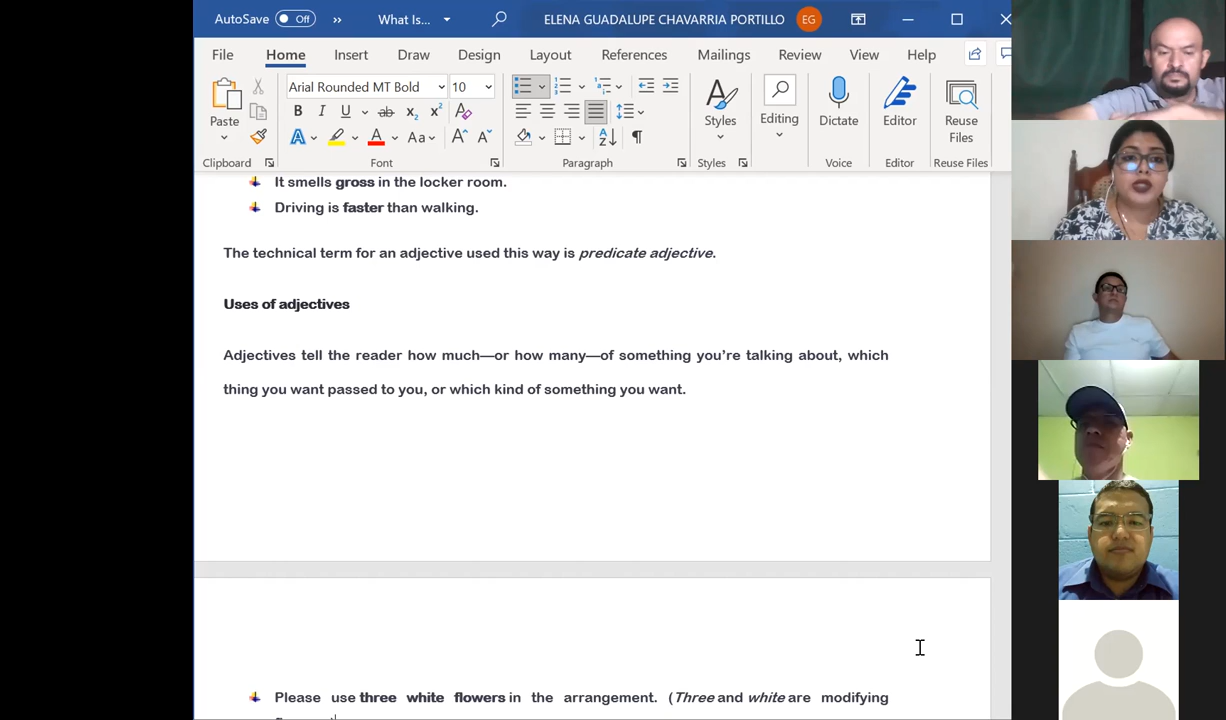 AutoSave Off What Is... ELENA GUADALUPE CHAVARRIA PORTILLO EG
File Home Insert Draw Design Layout References Mailings Review View Help
Arial Rounded MT Bold 10
Paste Styles Editing Dictate Editor Reuse Files
Clipboard Font Paragraph Styles Voice Editor Reuse Files
It smells gross in the locker room.
Driving is faster than walking.
The technical term for an adjective used this way is predicate adjective.
Uses of adjectives
Adjectives tell the reader how much—or how many—of something you’re talking about, which
thing you want passed to you, or which kind of something you want.
Please use three white flowers in the arrangement. (Three and white are modifying